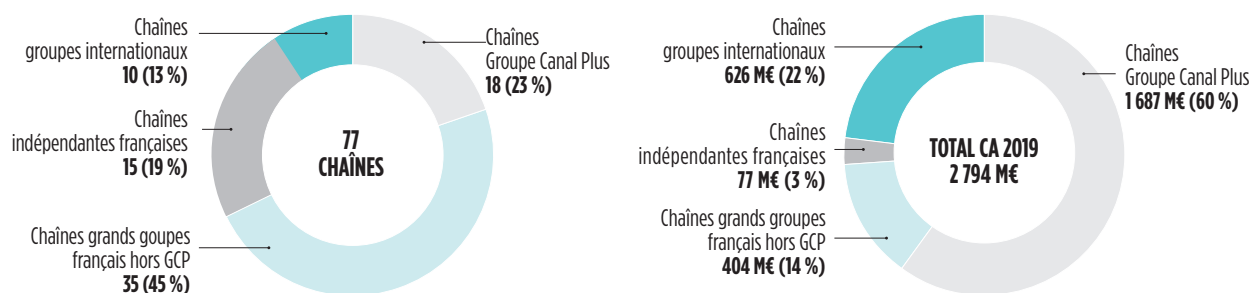 Chaînes
groupes internationaux
10 (13 %)
Chaînes
Groupe Canal Plus
18 (23 %)
Chaînes
indépendantes françaises
15 (19 %)
77
CHAÎNES
Chaînes grands goupes
français hors GCP
35 (45 %)
Chaînes
groupes internationaux
626 M€ (22 %)
Chaînes
Groupe Canal Plus
1 687 M€ (60 %)
Chaînes
indépendantes françaises
77 M€ (3 %)
TOTAL CA 2019
2 794 M€
Chaînes grands groupes
français hors GCP
404 M€ (14 %)